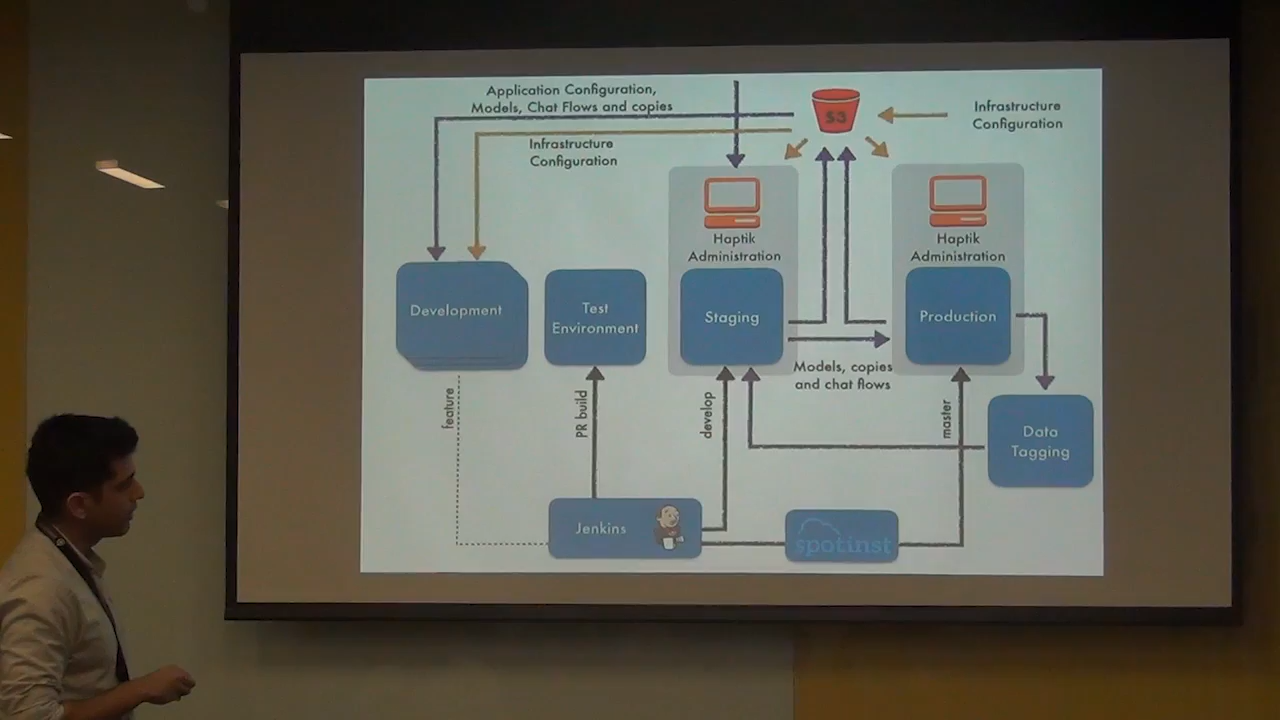 Application Configuration,
Models, Chat Flows and copies
S3
Infrastructure
Configuration
Infrastructure
Configuration
Haptik
Administration
Haptik
Administration
Development
Test
Environment
Staging
Production
Models, copies
and chat flows
feature
PR build
develop
master
Data
Tagging
Jenkins
spotinst